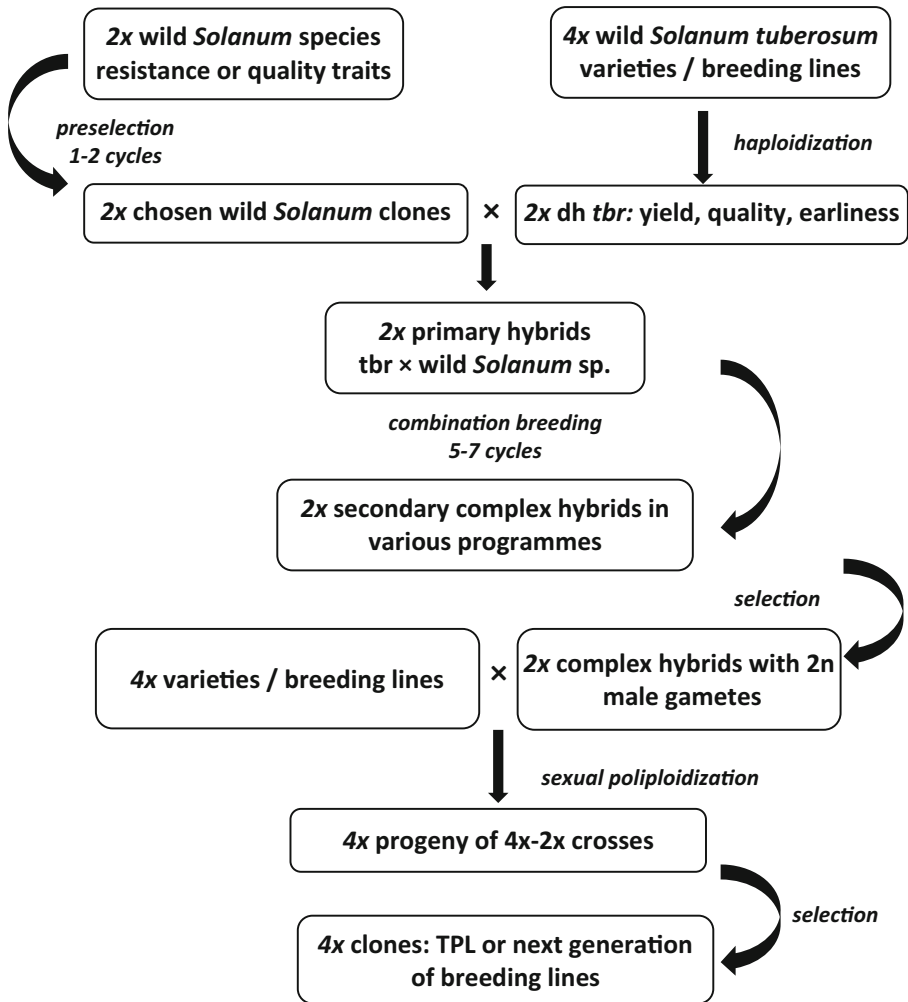 2x wild Solanum species
resistance or quality traits
4x wild Solanum tuberosum
varieties / breeding lines
preselection
1-2 cycles
haploidization
2x chosen wild Solanum clones
×
2x dh tbr: yield, quality, earliness
2x primary hybrids
tbr × wild Solanum sp.
combination breeding
5-7 cycles
2x secondary complex hybrids in
various programmes
selection
4x varieties / breeding lines
×
2x complex hybrids with 2n
male gametes
sexual poliploidization
4x progeny of 4x-2x crosses
selection
4x clones: TPL or next generation
of breeding lines